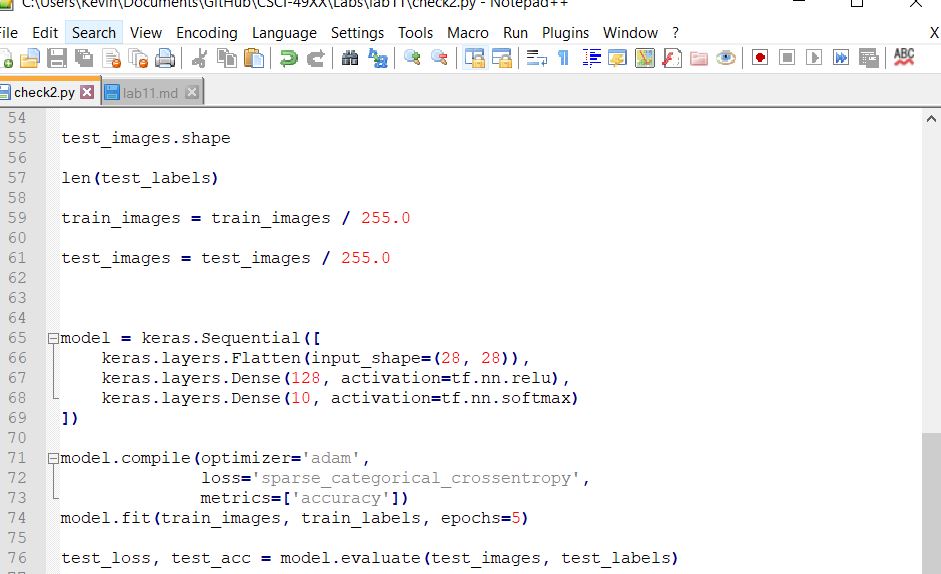 C:\Users\Kevin\Documents\GitHub\CSCI-49XX\Labs\lab11\check2.py - Notepad++
File Edit Search View Encoding Language Settings Tools Macro Run Plugins Window ? X
ABC
check2.py lab11.md
54
55 test_images.shape
56
57 len(test_labels)
58
59 train_images = train_images / 255.0
60
61 test_images = test_images / 255.0
62
63
64
65 model = keras.Sequential([
66 keras.layers.Flatten(input_shape=(28, 28)),
67 keras.layers.Dense(128, activation=tf.nn.relu),
68 keras.layers.Dense(10, activation=tf.nn.softmax)
69 ])
70
71 model.compile(optimizer='adam',
72 loss='sparse_categorical_crossentropy',
73 metrics=['accuracy'])
74 model.fit(train_images, train_labels, epochs=5)
75
76 test_loss, test_acc = model.evaluate(test_images, test_labels)